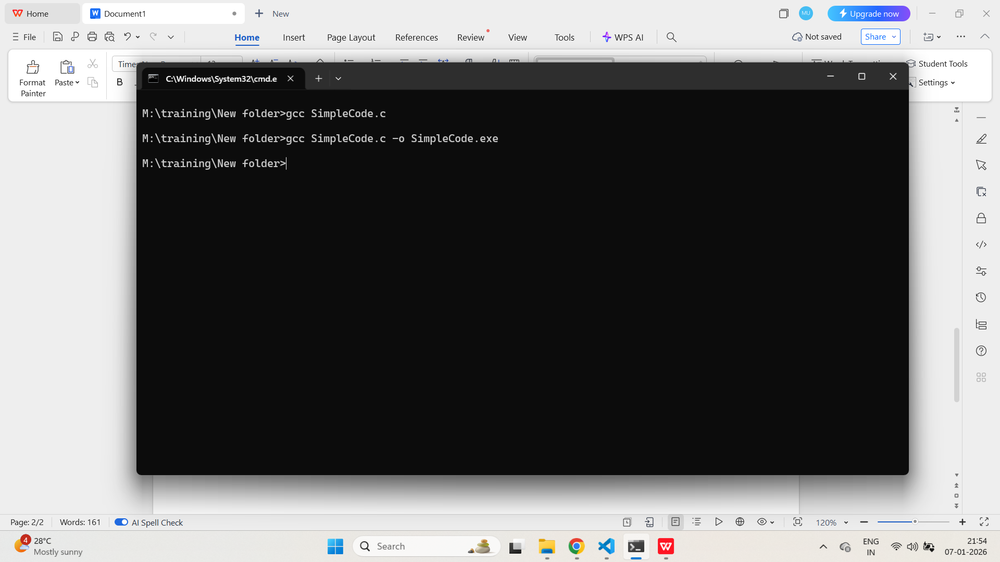 Home
Document1
New
MU
Upgrade now
File
Home
Insert
Page Layout
References
Review
View
Tools
WPS AI
Not saved
Share
Format
Painter
Paste
B
Student Tools
Settings
C:\Windows\System32\cmd.e
M:\training\New folder>gcc SimpleCode.c
M:\training\New folder>gcc SimpleCode.c -o SimpleCode.exe
M:\training\New folder>
Page: 2/2
Words: 161
AI Spell Check
120%
4
28°C
Mostly sunny
Search
ENG
IN
21:54
07-01-2026